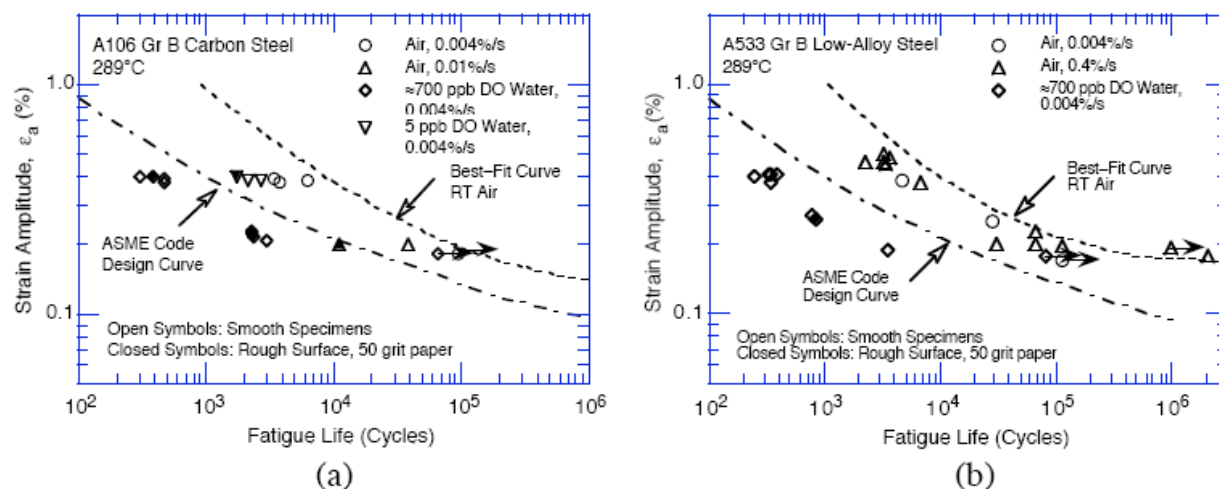 A106 Gr B Carbon Steel
289°C
Air, 0.004%/s
Air, 0.01%/s
≈700 ppb DO Water,
0.004%/s
5 ppb DO Water,
0.004%/s
Best–Fit Curve
RT Air
ASME Code
Design Curve
Open Symbols: Smooth Specimens
Closed Symbols: Rough Surface, 50 grit paper
Strain Amplitude, εa (%)
1.0
0.1
10² 10³ 10⁴ 10⁵ 10⁶
Fatigue Life (Cycles)
(a)
A533 Gr B Low-Alloy Steel
289°C
Air, 0.004%/s
Air, 0.4%/s
≈700 ppb DO Water,
0.004%/s
Best–Fit Curve
RT Air
ASME Code
Design Curve
Open Symbols: Smooth Specimens
Closed Symbols: Rough Surface, 50 grit paper
Strain Amplitude, εa (%)
1.0
0.1
10² 10³ 10⁴ 10⁵ 10⁶
Fatigue Life (Cycles)
(b)